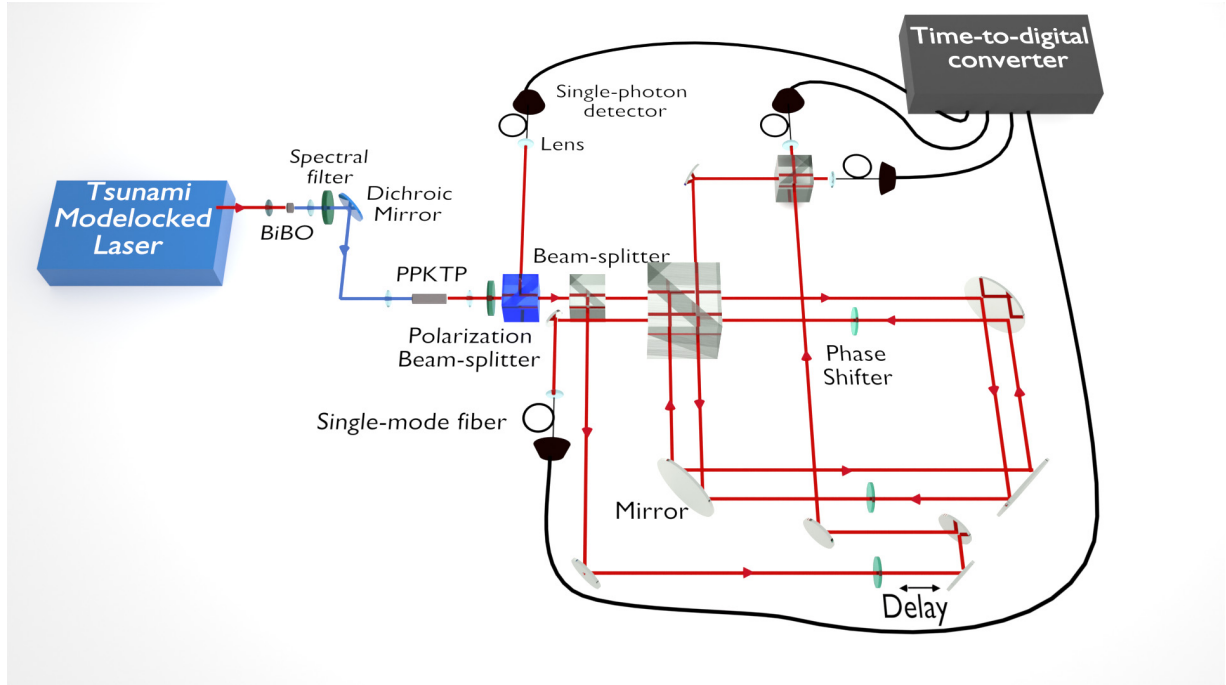 Time-to-digital
converter
Single-photon
detector
Lens
Spectral
filter
Dichroic
Mirror
Tsunami
Modelocked
Laser
BiBO
Beam-splitter
PPKTP
Polarization
Beam-splitter
Phase
Shifter
Single-mode fiber
Mirror
Delay